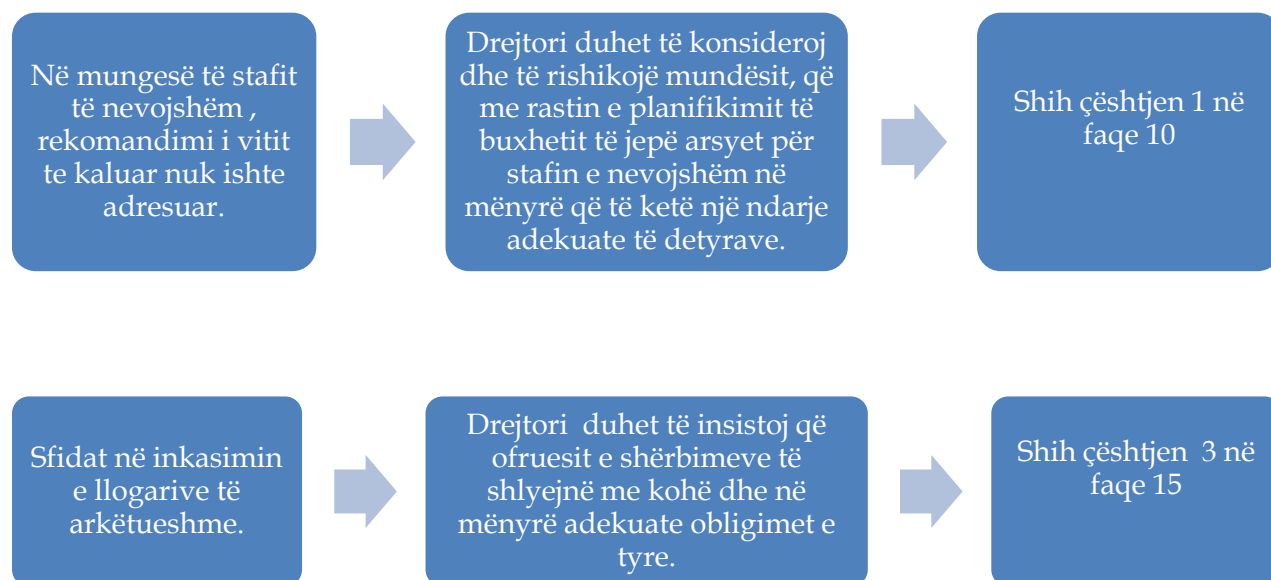 Në mungesë të stafit
të nevojshëm ,
rekomandimi i vitit
te kaluar nuk ishte
adresuar.
Drejtori duhet të konsideroj
dhe të rishikojë mundësit, që
me rastin e planifikimit të
buxhetit të jepë arsyet për
stafin e nevojshëm në
mënyrë që të ketë një ndarje
adekuate të detyrave.
Shih çështjen 1 në
faqe 10
Sfidat në inkasimin
e llogarive të
arkëtueshme.
Drejtori duhet të insistoj që
ofruesit e shërbimeve të
shlyejnë me kohë dhe në
mënyrë adekuate obligimet e
tyre.
Shih çështjen 3 në
faqe 15